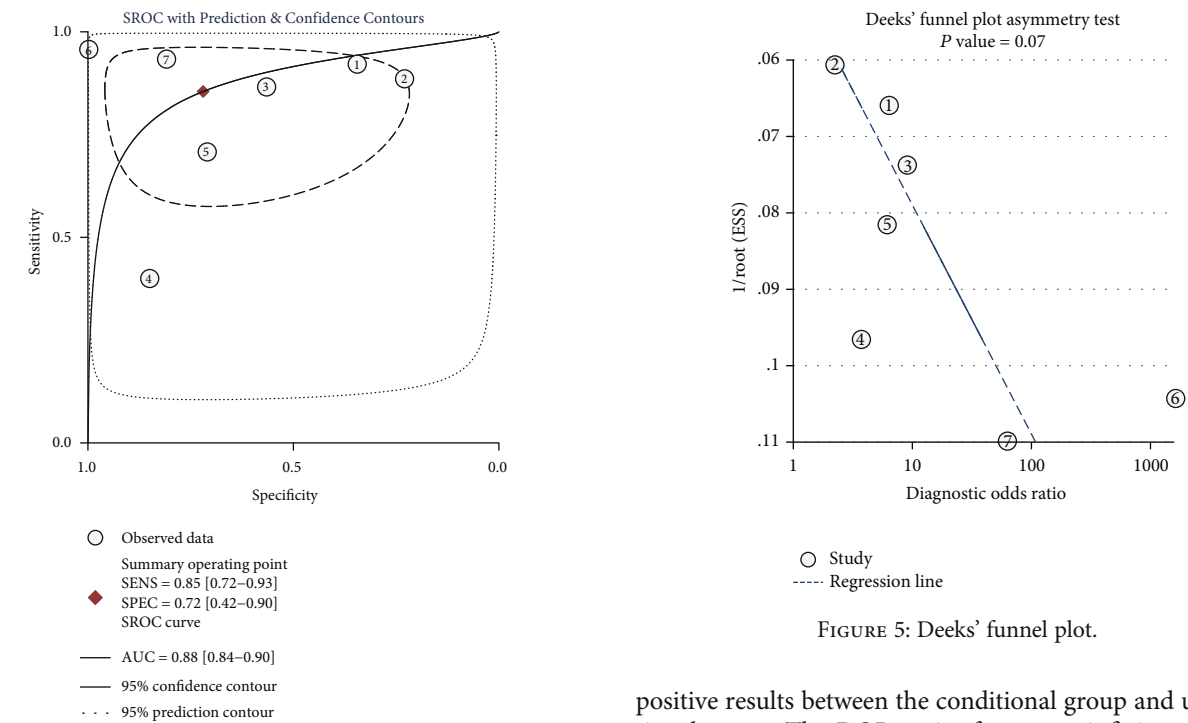 SROC with Prediction & Confidence Contours
1.0
0.5
0.0
Sensitivity
6
7
1
2
3
5
4
1.0
0.5
0.0
Specificity
Observed data
Summary operating point
SENS = 0.85 [0.72–0.93]
SPEC = 0.72 [0.42–0.90]
SROC curve
AUC = 0.88 [0.84–0.90]
95% confidence contour
95% prediction contour
Deeks' funnel plot asymmetry test
P value = 0.07
.06
.07
.08
.09
.1
.11
1/root (ESS)
2
1
3
5
4
6
7
1
10
100
1000
Diagnostic odds ratio
Study
Regression line
Figure 5: Deeks' funnel plot.
positive results between the conditional group and